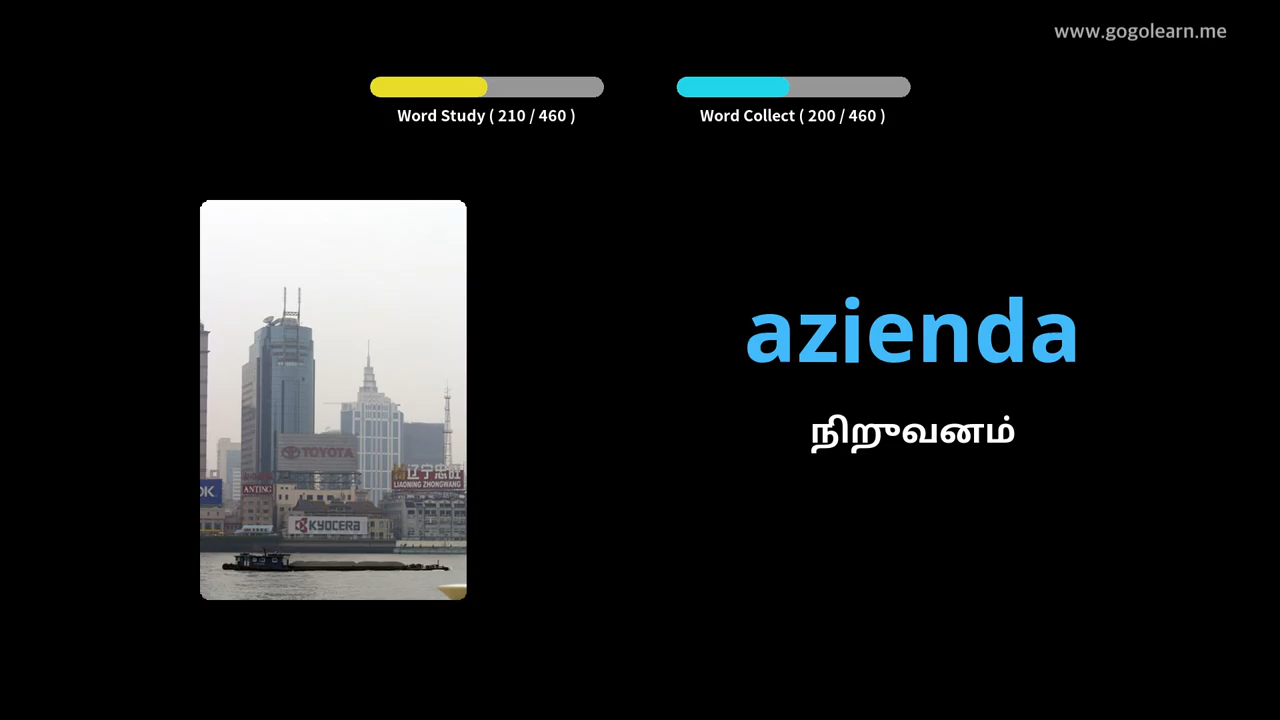 www.gogolearn.me
Word Study ( 210 / 460 )
Word Collect ( 200 / 460 )
azienda
நிறுவனம்
TOYOTA
辽宁忠旺
LIAONING ZHONGWANG
OK
ANTING
KYOCERA